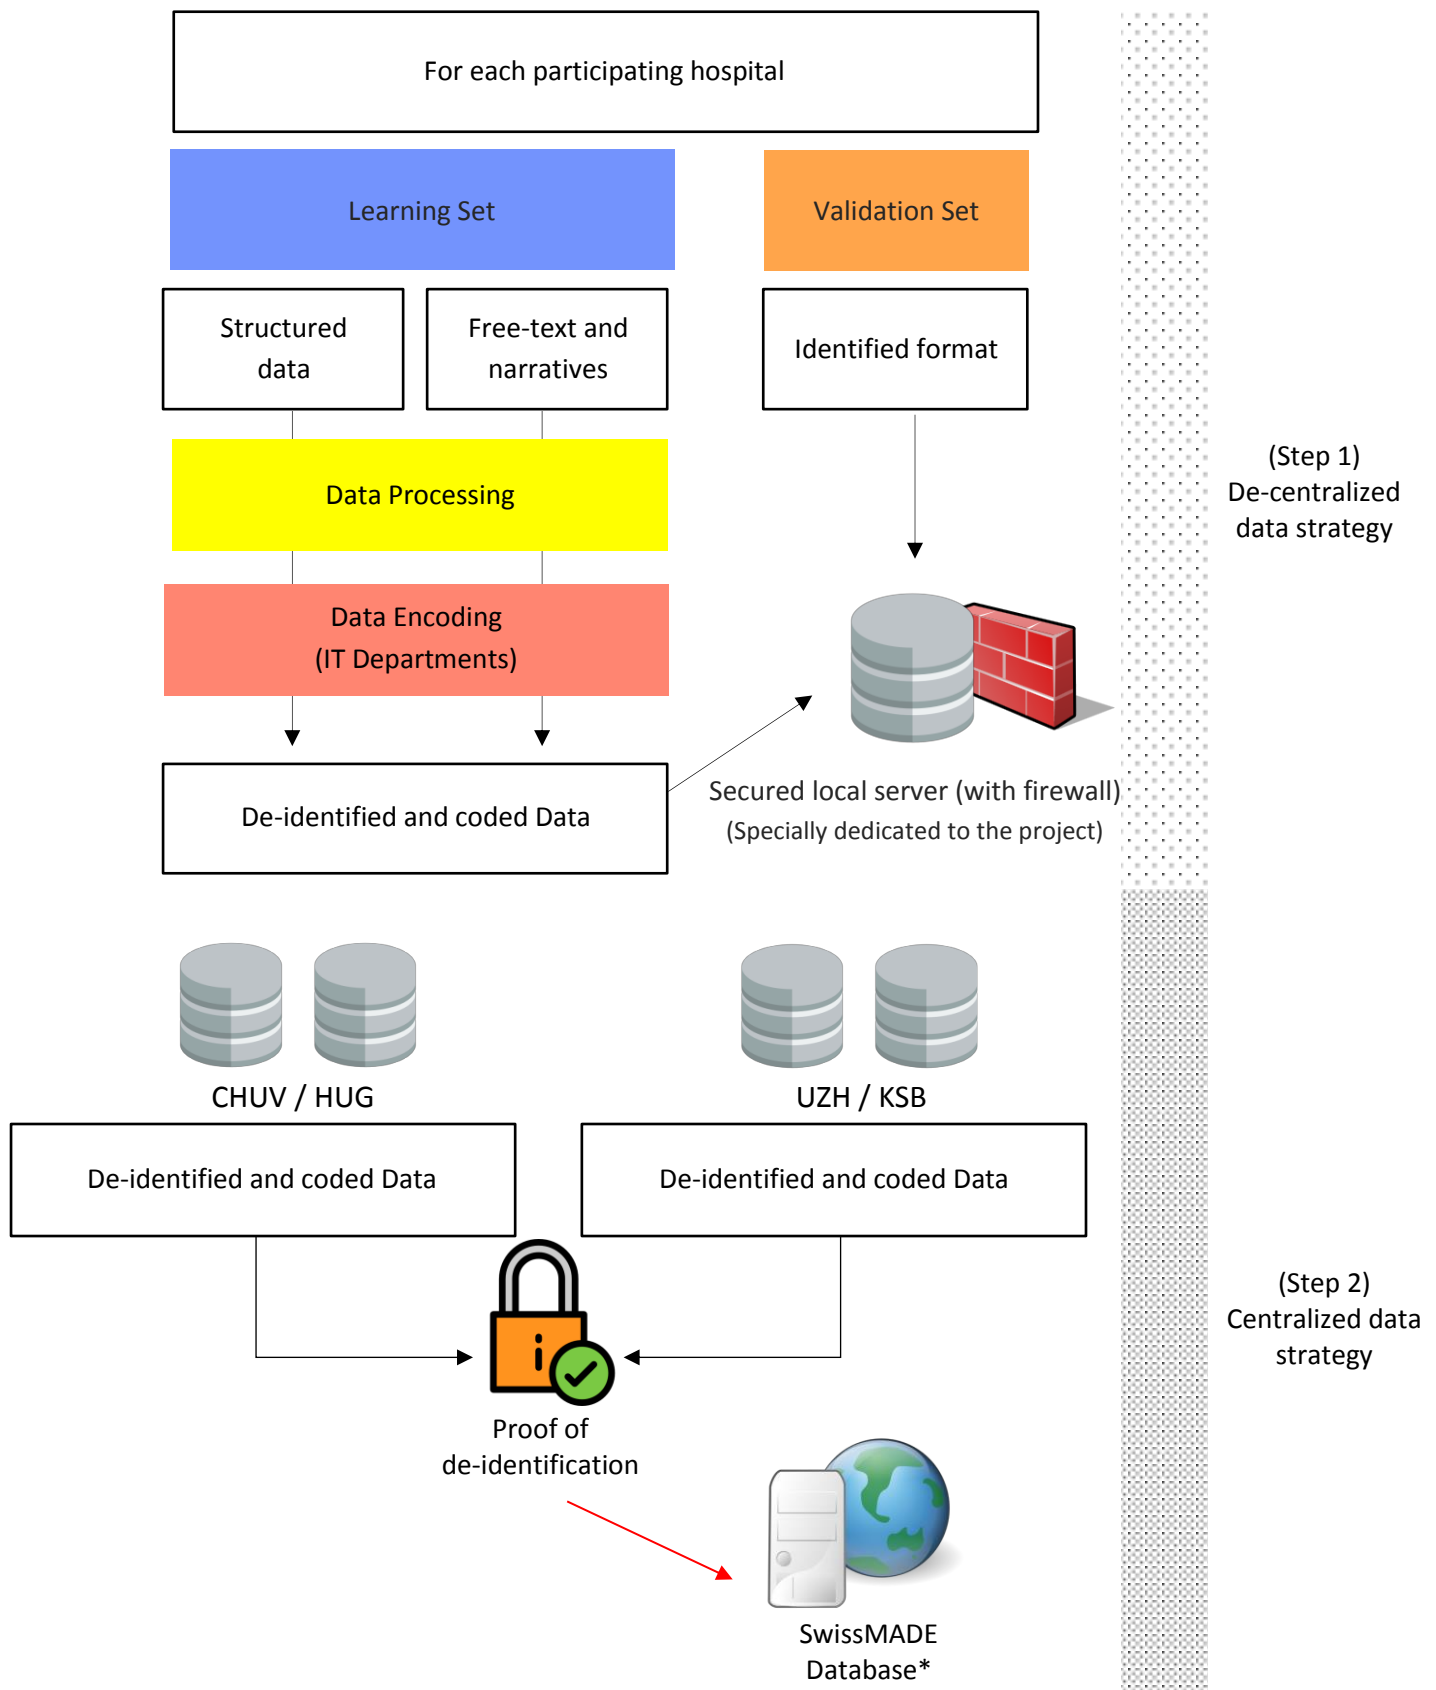 For each participating hospital
Learning Set
Validation Set
Structured
data
Free-text and
narratives
Identified format
Data Processing
(Step 1)
De-centralized
data strategy
Data Encoding
(IT Departments)
De-identified and coded Data
Secured local server (with firewall)
(Specially dedicated to the project)
CHUV / HUG
UZH / KSB
De-identified and coded Data
De-identified and coded Data
(Step 2)
Centralized data
strategy
Proof of
de-identification
SwissMADE
Database*